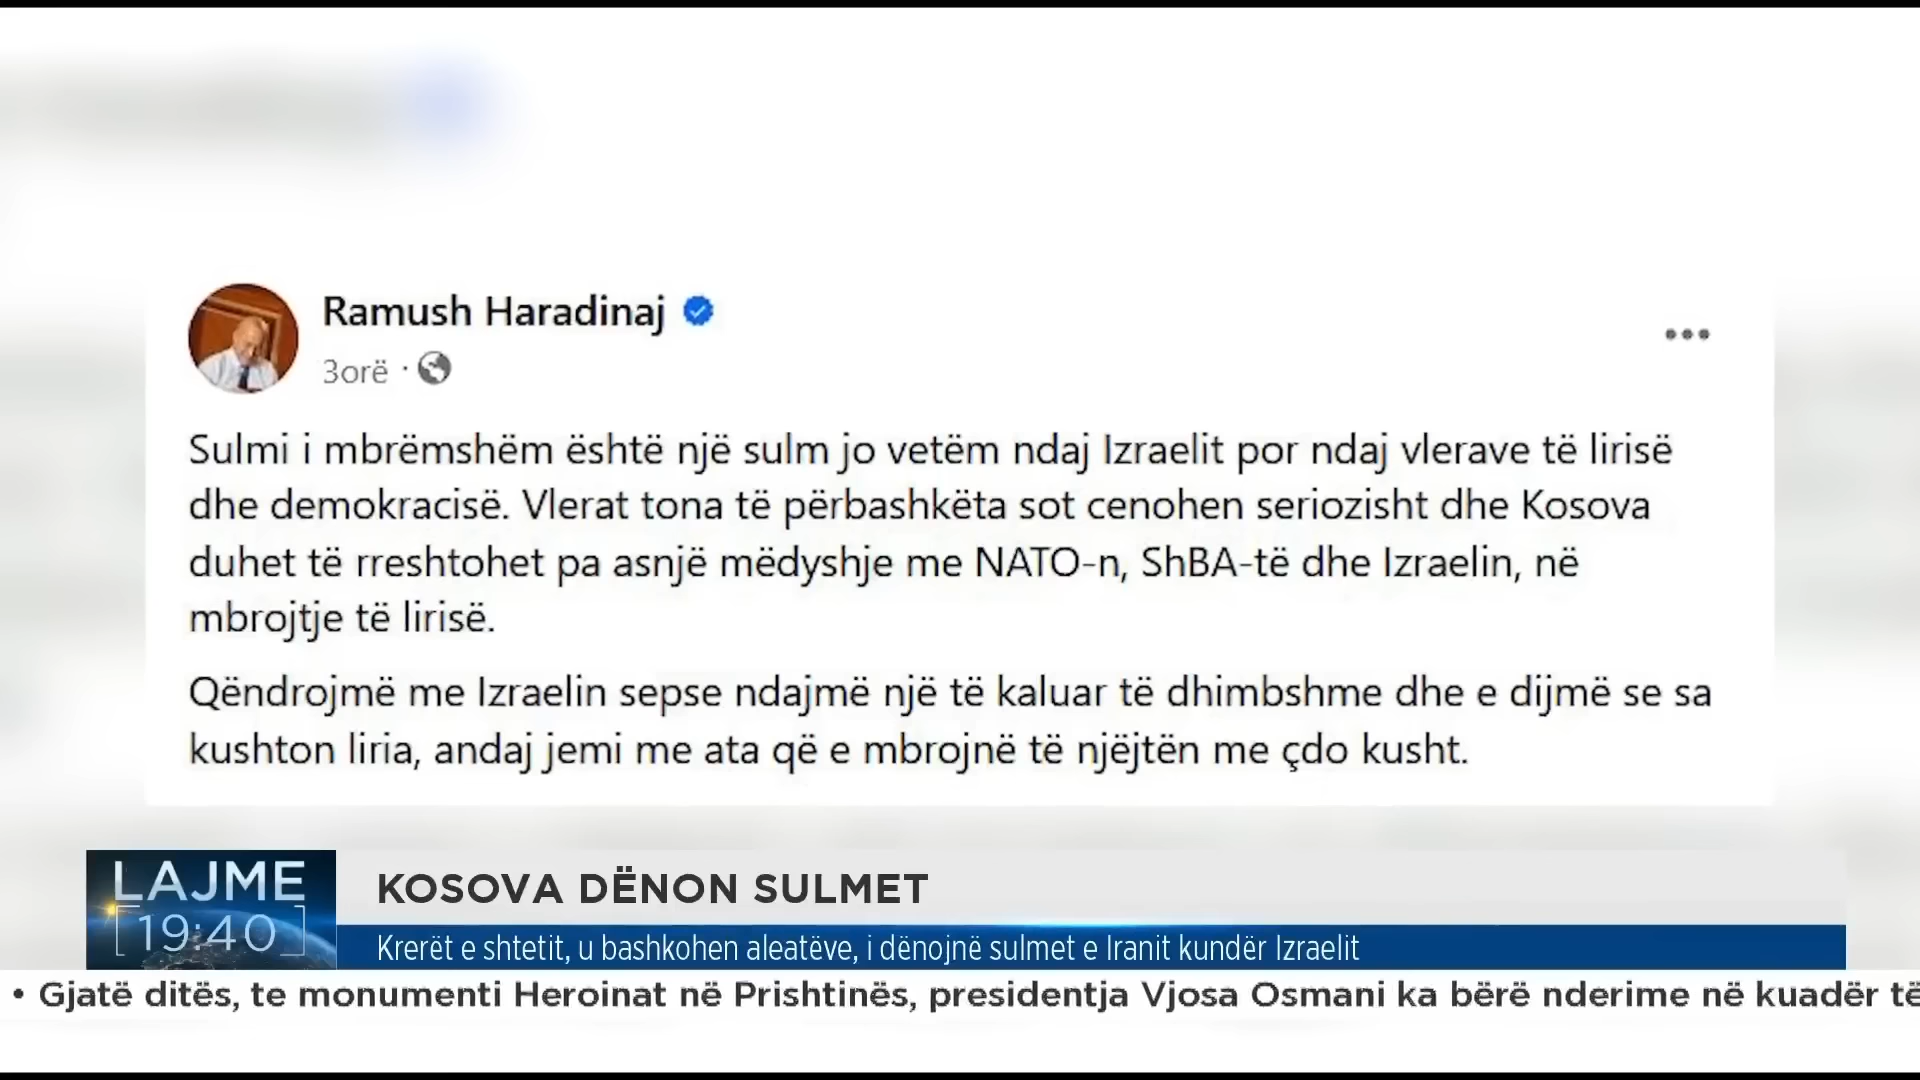 Ramush Haradinaj
3orë ·
Sulmi i mbrëmshëm është një sulm jo vetëm ndaj Izraelit por ndaj vlerave të lirisë
dhe demokracisë. Vlerat tona të përbashkëta sot cenohen seriozisht dhe Kosova
duhet të rreshtohet pa asnjë mëdyshje me NATO-n, ShBA-të dhe Izraelin, në
mbrojtje të lirisë.
Qëndrojmë me Izraelin sepse ndajmë një të kaluar të dhimbshme dhe e dijmë se sa
kushton liria, andaj jemi me ata që e mbrojnë të njëjtën me çdo kusht.
LAJME
19:40
KOSOVA DËNON SULMET
Krerët e shtetit, u bashkohen aleatëve, i dënojnë sulmet e Iranit kundër Izraelit
• Gjatë ditës, te monumenti Heroinat në Prishtinës, presidentja Vjosa Osmani ka bërë nderime në kuadër të